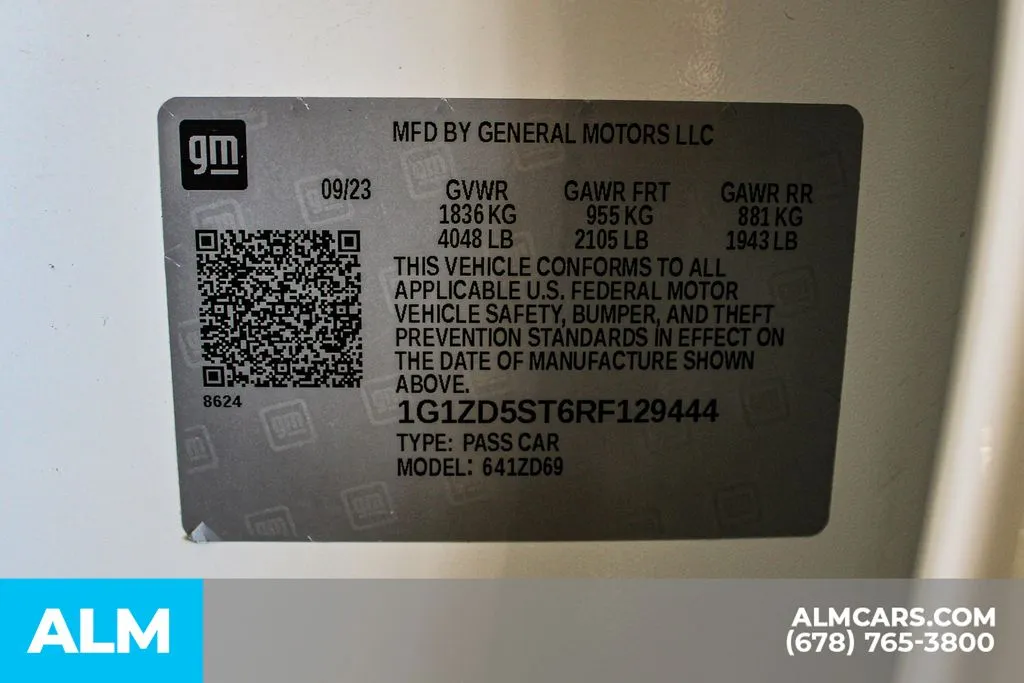 gm
MFD BY GENERAL MOTORS LLC
09/23 GVWR GAWR FRT GAWR RR
1836 KG 955 KG 881 KG
4048 LB 2105 LB 1943 LB
THIS VEHICLE CONFORMS TO ALL
APPLICABLE U.S. FEDERAL MOTOR
VEHICLE SAFETY, BUMPER, AND THEFT
PREVENTION STANDARDS IN EFFECT ON
THE DATE OF MANUFACTURE SHOWN
ABOVE.
8624
1G1ZD5ST6RF129444
TYPE: PASS CAR
MODEL: 641ZD69
ALM
ALMCARS.COM
(678) 765-3800